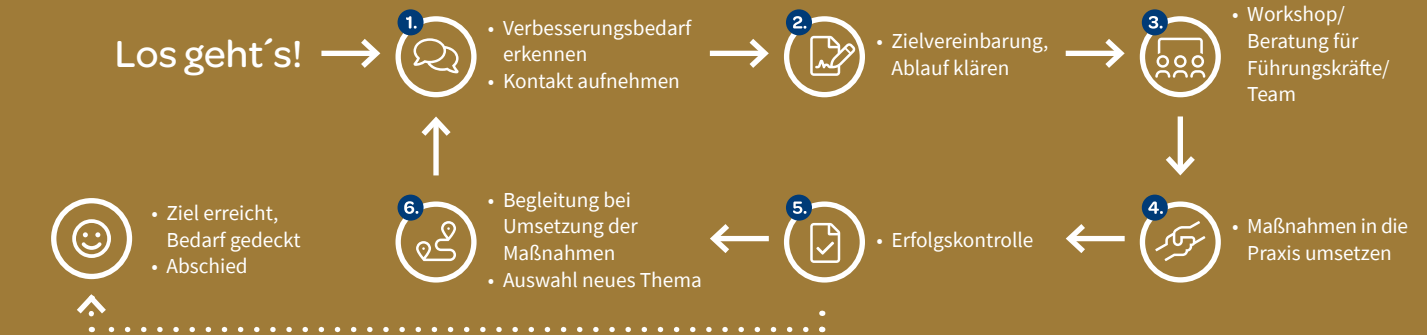 Los geht´s!
1.
• Verbesserungsbedarf
erkennen
• Kontakt aufnehmen
2.
• Zielvereinbarung,
Ablauf klären
3.
• Workshop/
Beratung für
Führungskräfte/
Team
4.
• Maßnahmen in die
Praxis umsetzen
5.
• Erfolgskontrolle
6.
• Begleitung bei
Umsetzung der
Maßnahmen
• Auswahl neues Thema
• Ziel erreicht,
Bedarf gedeckt
• Abschied